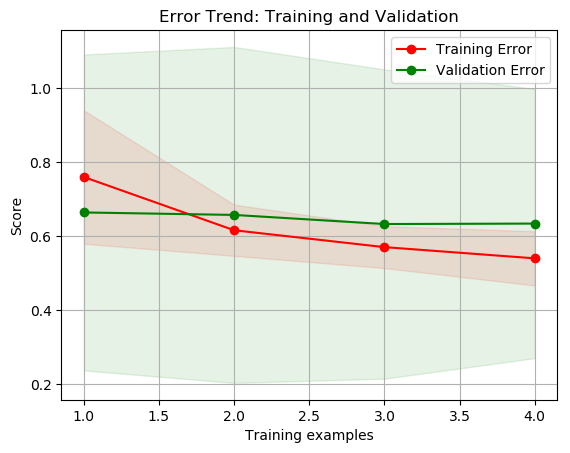 Error Trend: Training and Validation
Training Error
Validation Error
1.0
0.8
0.6
0.4
0.2
Score
1.0 1.5 2.0 2.5 3.0 3.5 4.0
Training examples